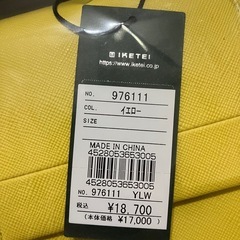 IKETEI
https://www.iketei.co.jp
NO. 976111
COL. イエロー
SIZE
MADE IN CHINA
4528053653005
4528053653005
NO. 976111 YLW
税込 ¥18,700
(本体価格 ¥17,000)